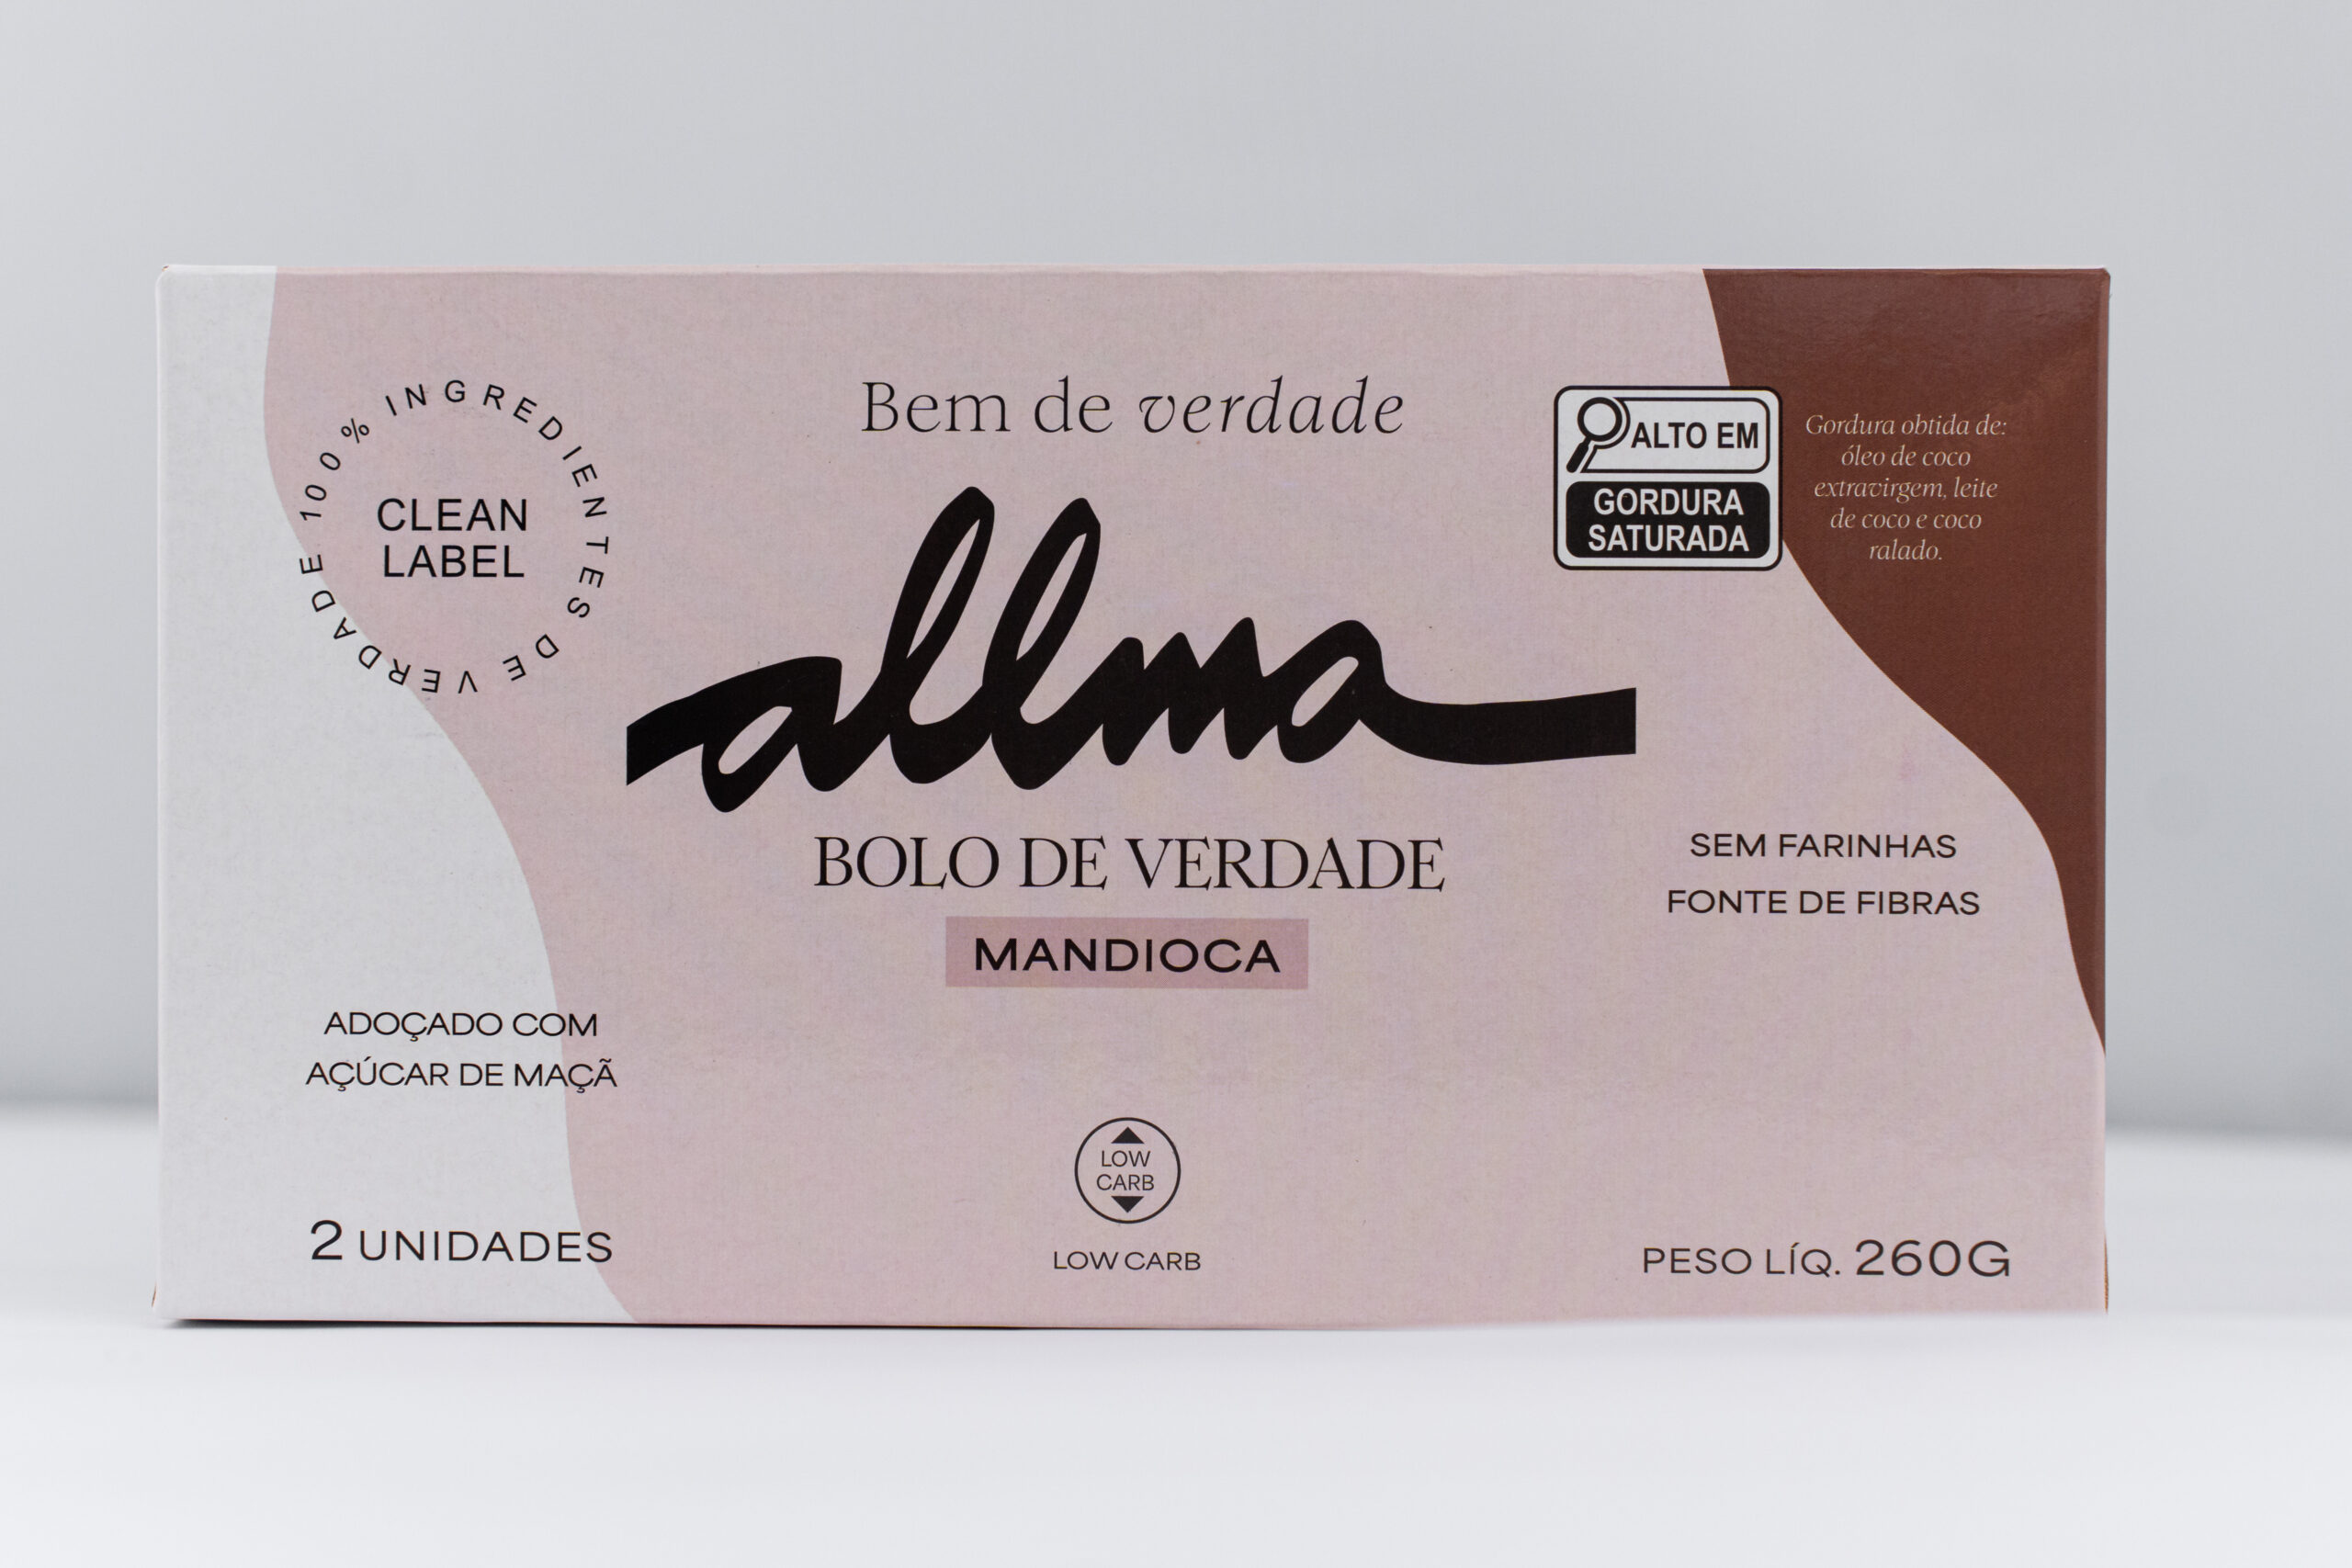 Bem de verdade
100% INGREDIENTES DE VERDADE
CLEAN
LABEL
ALTO EM
GORDURA
SATURADA
Gordura obtida de:
óleo de coco
extravirgem, leite
de coco e coco
ralado.
allma
BOLO DE VERDADE
MANDIOCA
SEM FARINHAS
FONTE DE FIBRAS
ADOÇADO COM
AÇÚCAR DE MAÇÃ
LOW
CARB
LOW CARB
2 UNIDADES
PESO LÍQ. 260G